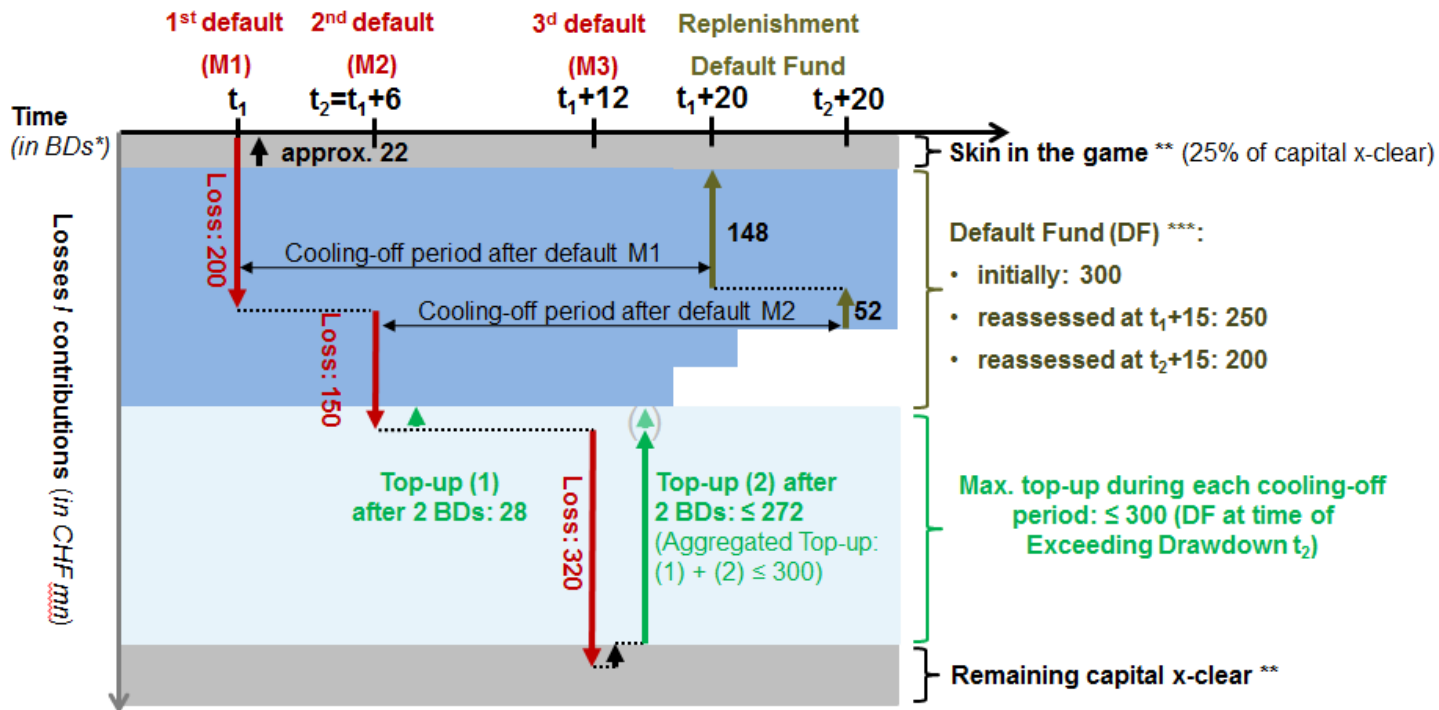 1st default
(M1)
t1
2nd default
(M2)
t2=t1+6
3d default
(M3)
t1+12
Replenishment
Default Fund
t1+20
t2+20
Time
(in BDs*)
Losses / contributions (in CHF mn)
approx. 22
Skin in the game ** (25% of capital x-clear)
Loss: 200
Cooling-off period after default M1
148
Loss: 150
Cooling-off period after default M2
52
Default Fund (DF) ***:
• initially: 300
• reassessed at t1+15: 250
• reassessed at t2+15: 200
Top-up (1)
after 2 BDs: 28
Loss: 320
( )
Top-up (2) after
2 BDs: ≤ 272
(Aggregated Top-up:
(1) + (2) ≤ 300)
Max. top-up during each cooling-off
period: ≤ 300 (DF at time of
Exceeding Drawdown t2)
Remaining capital x-clear **